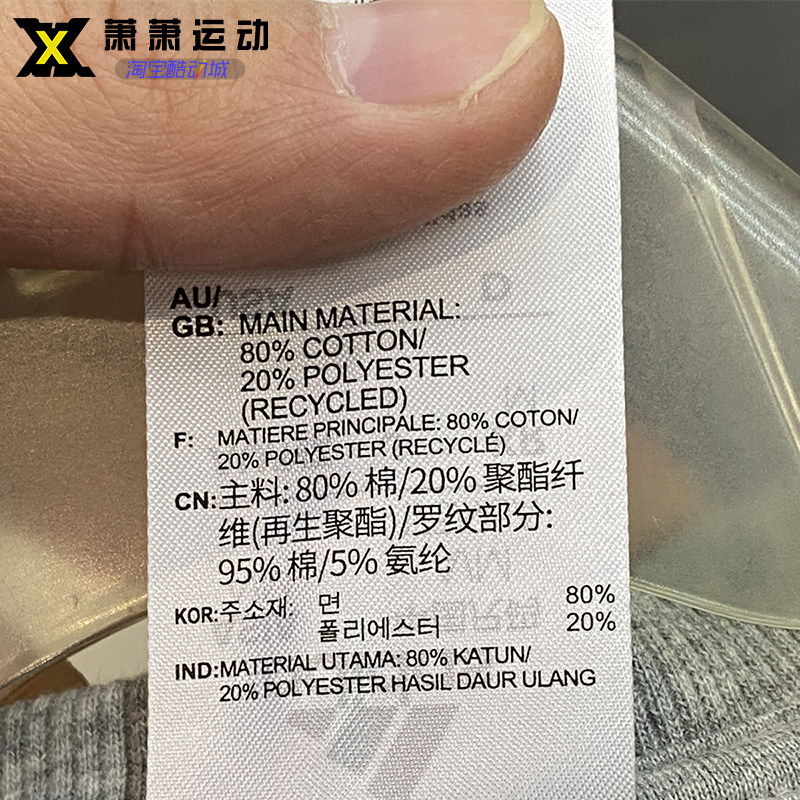 萧萧运动
淘宝酷动城
AU/
GB: MAIN MATERIAL:
80% COTTON/
20% POLYESTER
(RECYCLED)
F: MATIERE PRINCIPALE: 80% COTON/
20% POLYESTER (RECYCLÉ)
CN:主料: 80% 棉/20% 聚酯纤
维(再生聚酯)/罗纹部分:
95% 棉/5% 氨纶
KOR:주소재: 면 80%
폴리에스터 20%
IND:MATERIAL UTAMA: 80% KATUN/
20% POLYESTER HASIL DAUR ULANG